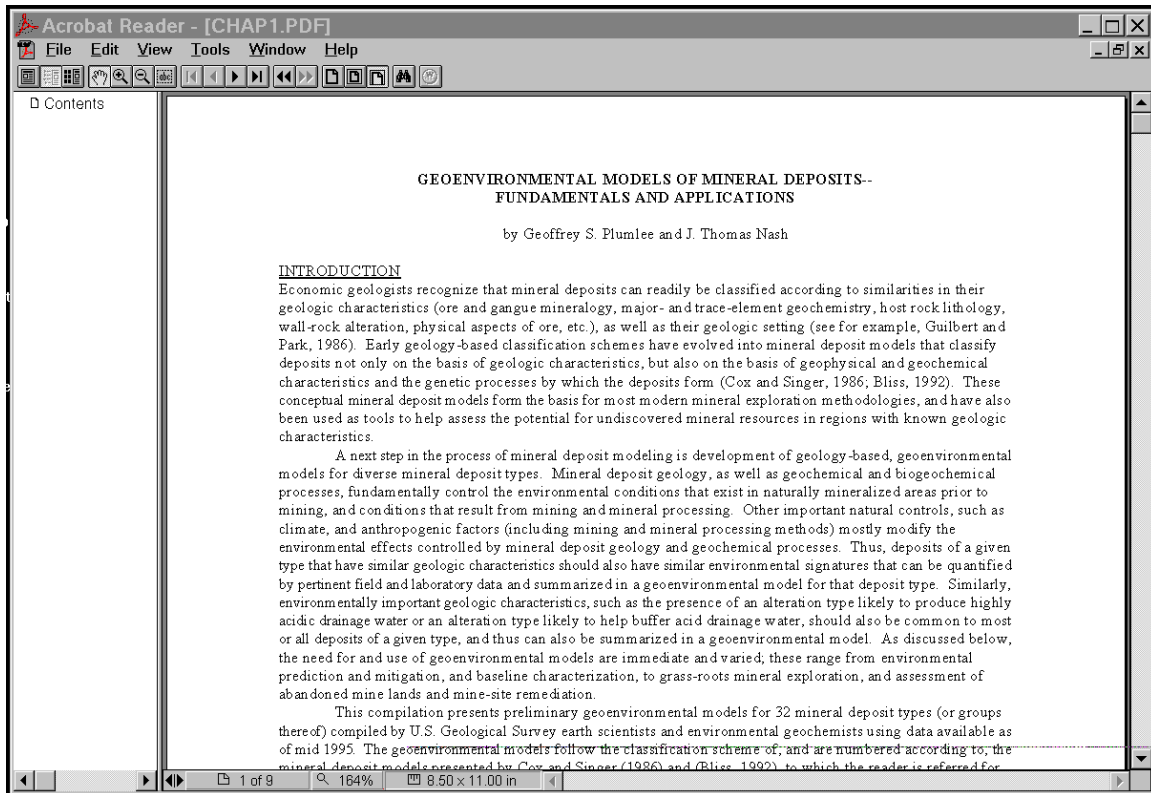 Acrobat Reader - [CHAP1.PDF]
File Edit View Tools Window Help
Contents
GEOENVIRONMENTAL MODELS OF MINERAL DEPOSITS--
FUNDAMENTALS AND APPLICATIONS
by Geoffrey S. Plumlee and J. Thomas Nash
INTRODUCTION
Economic geologists recognize that mineral deposits can readily be classified according to similarities in their
geologic characteristics (ore and gangue mineralogy, major- and trace-element geochemistry, host rock lithology,
wall-rock alteration, physical aspects of ore, etc.), as well as their geologic setting (see for example, Guilbert and
Park, 1986). Early geology-based classification schemes have evolved into mineral deposit models that classify
deposits not only on the basis of geologic characteristics, but also on the basis of geophysical and geochemical
characteristics and the genetic processes by which the deposits form (Cox and Singer, 1986; Bliss, 1992). These
conceptual mineral deposit models form the basis for most modern mineral exploration methodologies, and have also
been used as tools to help assess the potential for undiscovered mineral resources in regions with known geologic
characteristics.
A next step in the process of mineral deposit modeling is development of geology-based, geoenvironmental
models for diverse mineral deposit types. Mineral deposit geology, as well as geochemical and biogeochemical
processes, fundamentally control the environmental conditions that exist in naturally mineralized areas prior to
mining, and conditions that result from mining and mineral processing. Other important natural controls, such as
climate, and anthropogenic factors (including mining and mineral processing methods) mostly modify the
environmental effects controlled by mineral deposit geology and geochemical processes. Thus, deposits of a given
type that have similar geologic characteristics should also have similar environmental signatures that can be quantified
by pertinent field and laboratory data and summarized in a geoenvironmental model for that deposit type. Similarly,
environmentally important geologic characteristics, such as the presence of an alteration type likely to produce highly
acidic drainage water or an alteration type likely to help buffer acid drainage water, should also be common to most
or all deposits of a given type, and thus can also be summarized in a geoenvironmental model. As discussed below,
the need for and use of geoenvironmental models are immediate and varied; these range from environmental
prediction and mitigation, and baseline characterization, to grass-roots mineral exploration, and assessment of
abandoned mine lands and mine-site remediation.
This compilation presents preliminary geoenvironmental models for 32 mineral deposit types (or groups
thereof) compiled by U.S. Geological Survey earth scientists and environmental geochemists using data available as
of mid 1995. The geoenvironmental models follow the classification scheme of, and are numbered according to, the
mineral deposit models presented by Cox and Singer (1986) and (Bliss, 1992), to which the reader is referred for
1 of 9 164% 8.50 x 11.00 in